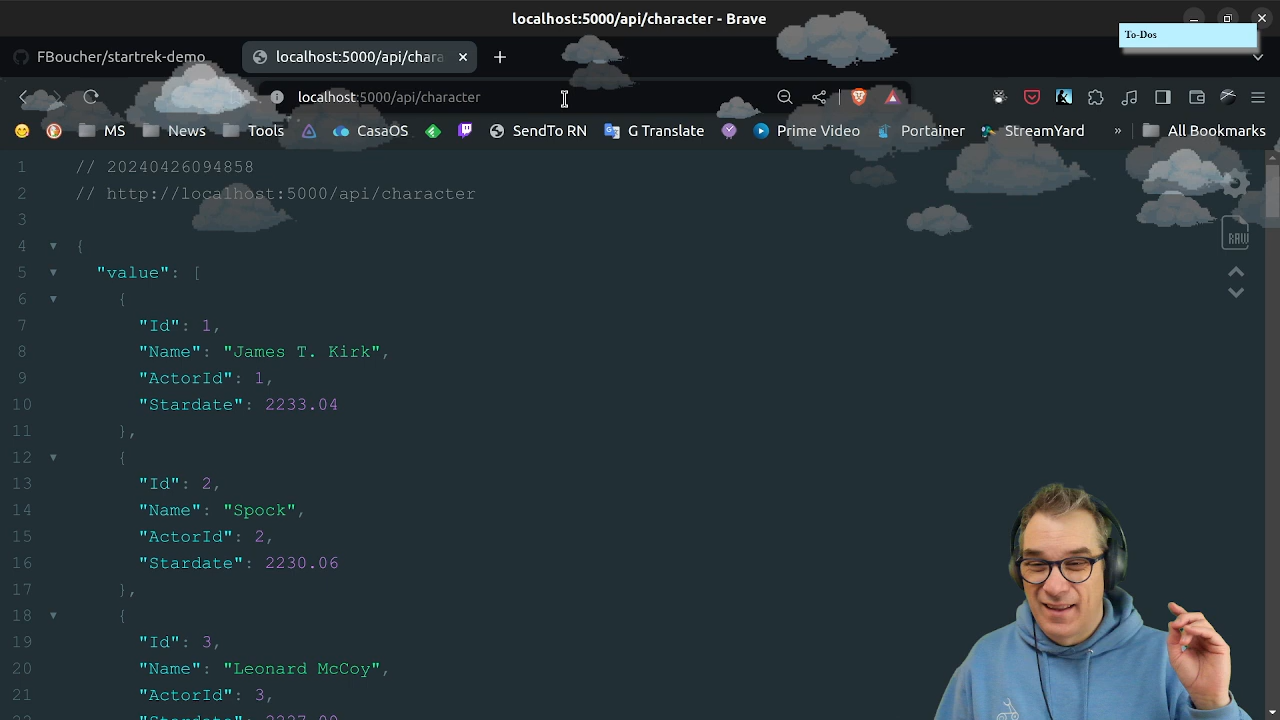 localhost:5000/api/character - Brave
To-Dos
FBoucher/startrek-demo
localhost:5000/api/chara
localhost:5000/api/character
MS
News
Tools
CasaOS
SendTo RN
G Translate
Prime Video
Portainer
StreamYard
»
All Bookmarks
1 // 20240426094858
2 // http://localhost:5000/api/character
3
4 {
5 "value": [
6 {
7 "Id": 1,
8 "Name": "James T. Kirk",
9 "ActorId": 1,
10 "Stardate": 2233.04
11 },
12 {
13 "Id": 2,
14 "Name": "Spock",
15 "ActorId": 2,
16 "Stardate": 2230.06
17 },
18 {
19 "Id": 3,
20 "Name": "Leonard McCoy",
21 "ActorId": 3,
RAW